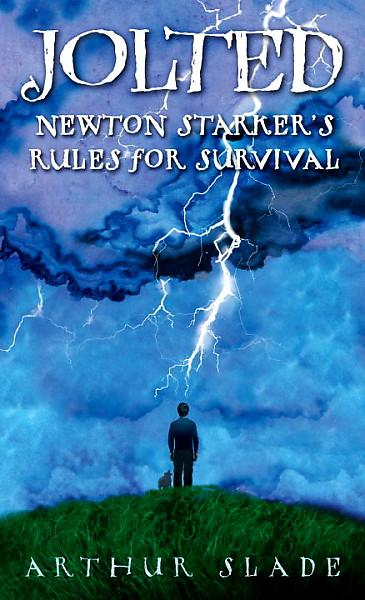 JOLTED
NEWTON STARKER'S
RULES FOR SURVIVAL
ARTHUR SLADE